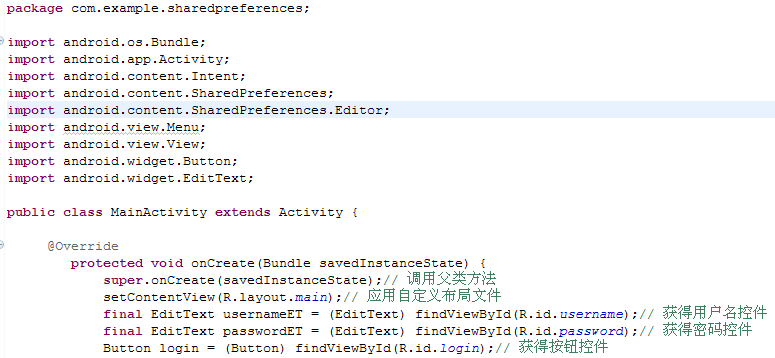 package com.example.sharedpreferences;
import android.os.Bundle;
import android.app.Activity;
import android.content.Intent;
import android.content.SharedPreferences;
import android.content.SharedPreferences.Editor;
import android.view.Menu;
import android.view.View;
import android.widget.Button;
import android.widget.EditText;
public class MainActivity extends Activity {
@Override
protected void onCreate(Bundle savedInstanceState) {
super.onCreate(savedInstanceState);// 调用父类方法
setContentView(R.layout.main);// 应用自定义布局文件
final EditText usernameET = (EditText) findViewById(R.id.username);// 获得用户名控件
final EditText passwordET = (EditText) findViewById(R.id.password);// 获得密码控件
Button login = (Button) findViewById(R.id.login);// 获得按钮控件